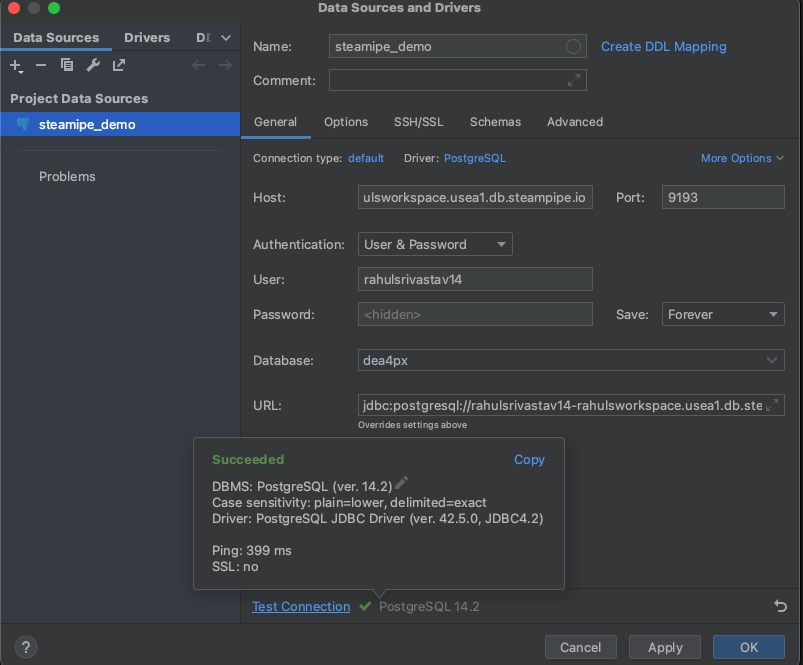 Data Sources and Drivers
Data Sources Drivers
Name: steamipe_demo Create DDL Mapping
Comment:
Project Data Sources
steamipe_demo
Problems
General Options SSH/SSL Schemas Advanced
Connection type: default Driver: PostgreSQL More Options
Host: ulsworkspace.usea1.db.steampipe.io Port: 9193
Authentication: User & Password
User: rahulsrivastav14
Password: <hidden> Save: Forever
Database: dea4px
URL: jdbc:postgresql://rahulsrivastav14-rahulsworkspace.usea1.db.ste
Overrides settings above
Succeeded Copy
DBMS: PostgreSQL (ver. 14.2)
Case sensitivity: plain=lower, delimited=exact
Driver: PostgreSQL JDBC Driver (ver. 42.5.0, JDBC4.2)
Ping: 399 ms
SSL: no
Test Connection PostgreSQL 14.2
? Cancel Apply OK